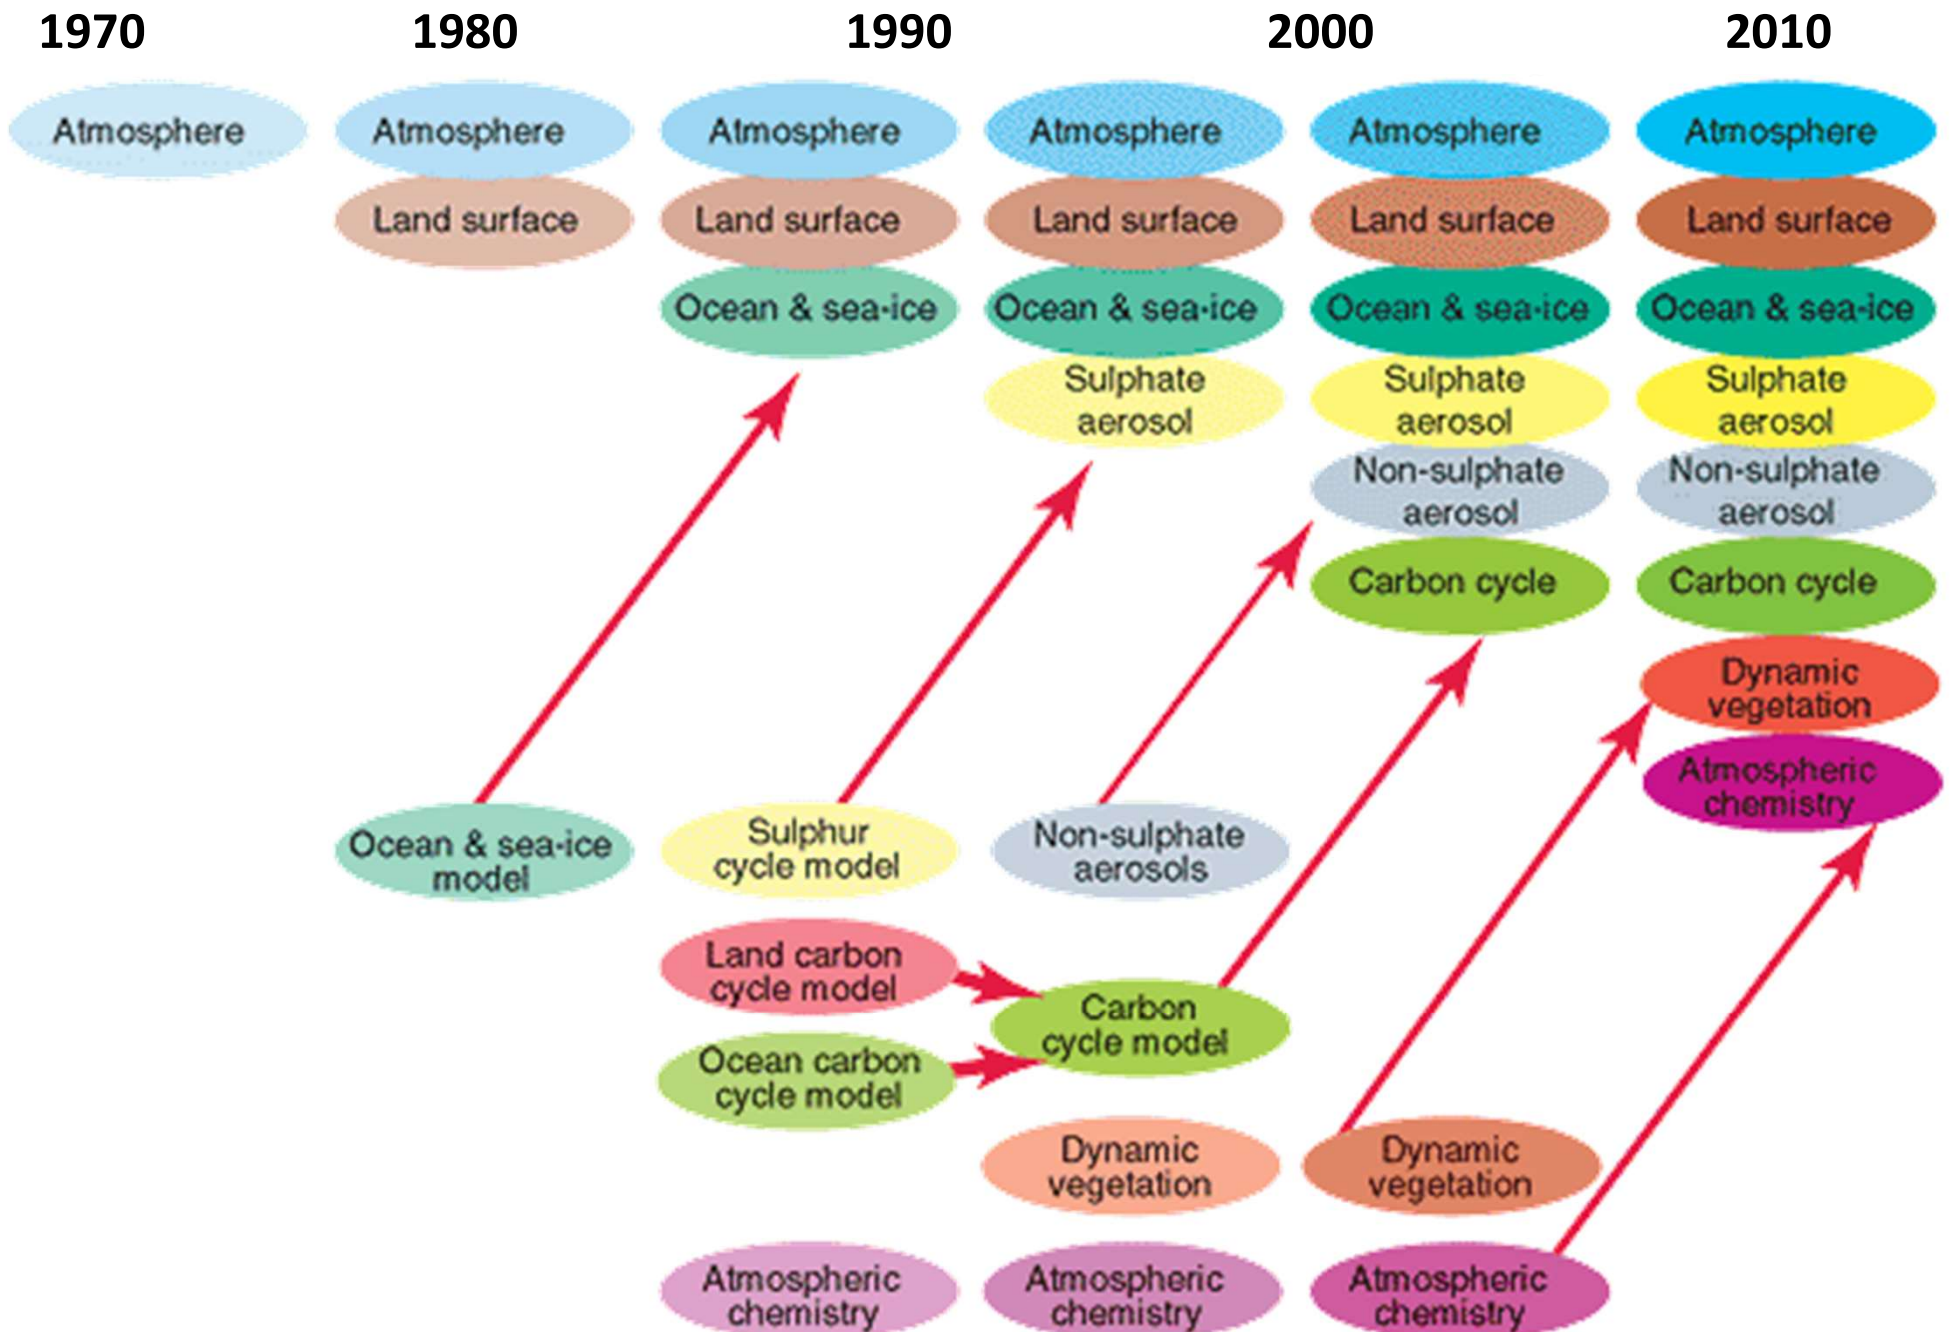 1970 1980 1990 2000 2010
Atmosphere Atmosphere Atmosphere Atmosphere Atmosphere Atmosphere
Land surface Land surface Land surface Land surface Land surface
Ocean & sea-ice Ocean & sea-ice Ocean & sea-ice Ocean & sea-ice
Sulphate Sulphate Sulphate
aerosol aerosol aerosol
Non-sulphate Non-sulphate
aerosol aerosol
Carbon cycle Carbon cycle
Dynamic
vegetation
Atmospheric
chemistry
Ocean & sea-ice Sulphur Non-sulphate
model cycle model aerosols
Land carbon
cycle model
Carbon
cycle model
Ocean carbon
cycle model
Dynamic Dynamic
vegetation vegetation
Atmospheric Atmospheric Atmospheric
chemistry chemistry chemistry